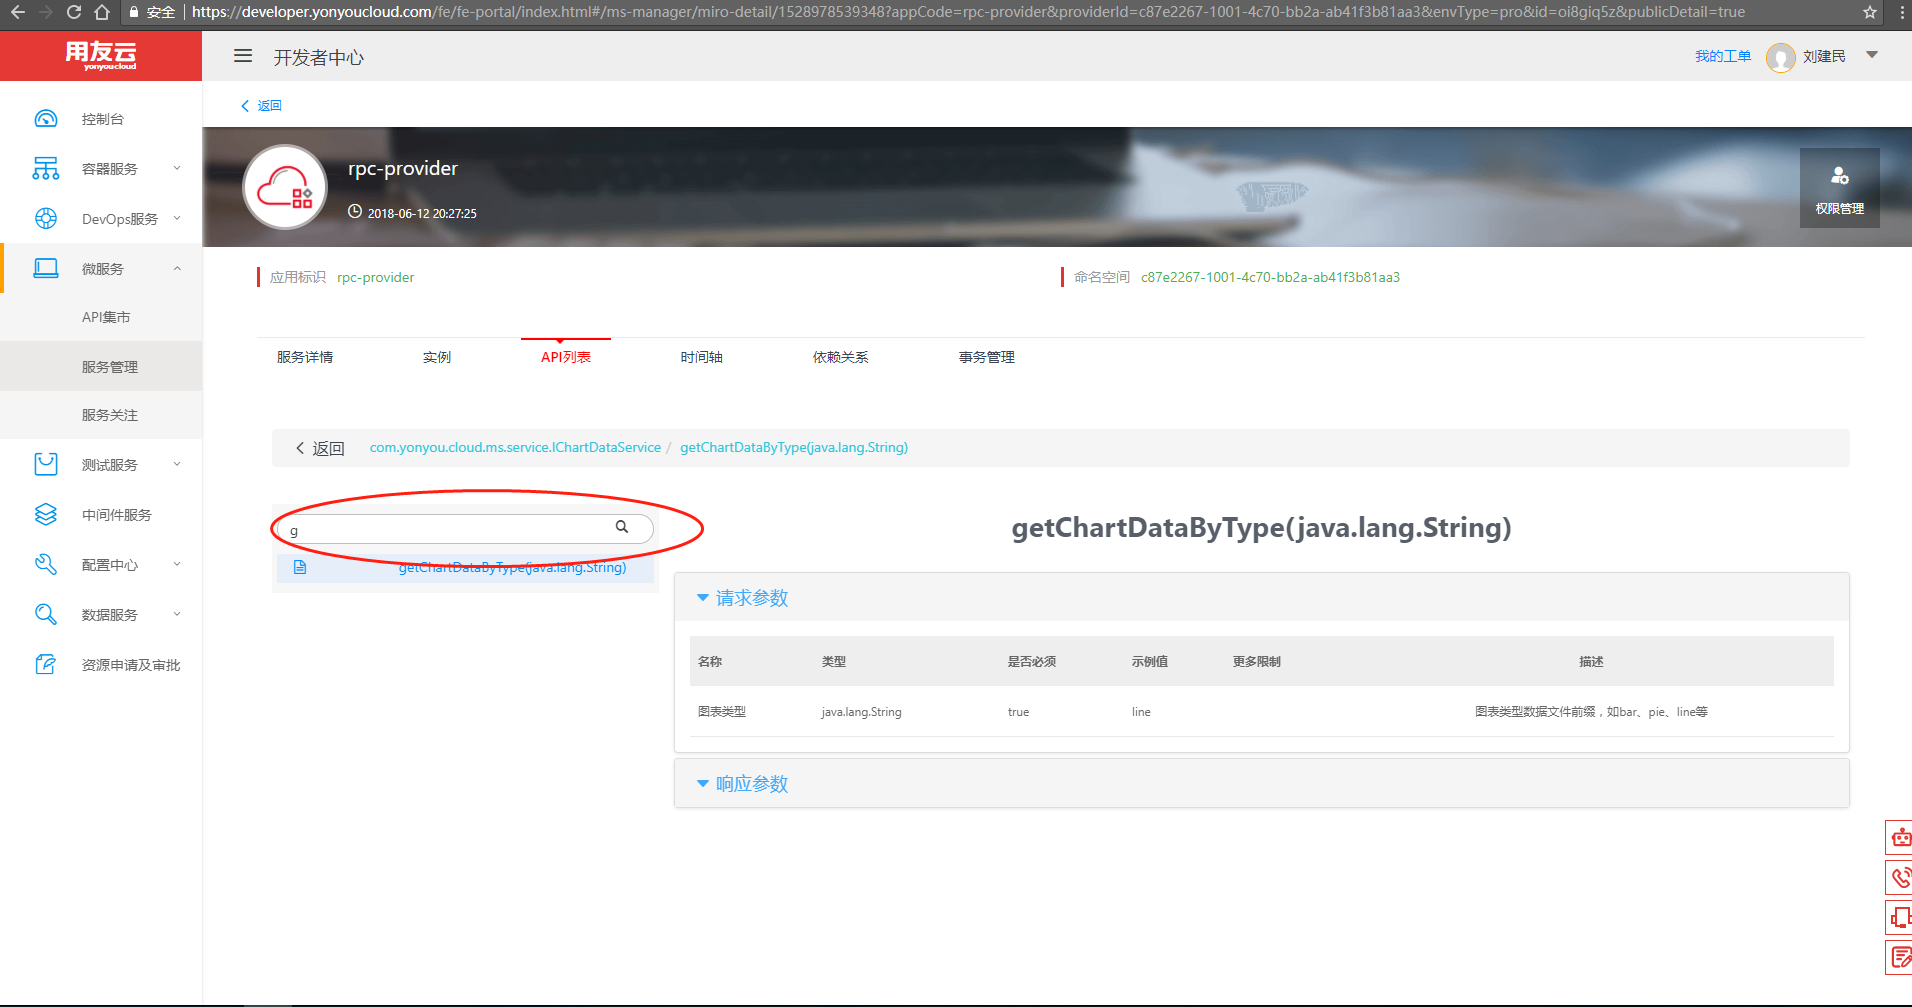 安全 https://developer.yonyoucloud.com/fe/fe-portal/index.html#/ms-manager/miro-detail/1528978539348?appCode=rpc-provider&providerId=c87e2267-1001-4c70-bb2a-ab41f3b81aa3&envType=pro&id=oi8giq5z&publicDetail=true
用友云
yonyoucloud
开发者中心
我的工单
刘建民
控制台
容器服务
DevOps服务
微服务
API集市
服务管理
服务关注
测试服务
中间件服务
配置中心
数据服务
资源申请及审批
返回
rpc-provider
2018-06-12 20:27:25
权限管理
应用标识 rpc-provider
命名空间 c87e2267-1001-4c70-bb2a-ab41f3b81aa3
服务详情 实例 API列表 时间轴 依赖关系 事务管理
返回 com.yonyou.cloud.ms.service.IChartDataService / getChartDataByType(java.lang.String)
g
getChartDataByType(java.lang.String)
getChartDataByType(java.lang.String)
请求参数
名称 类型 是否必须 示例值 更多限制 描述
图表类型 java.lang.String true line 图表类型数据文件前缀，如bar、pie、line等
响应参数